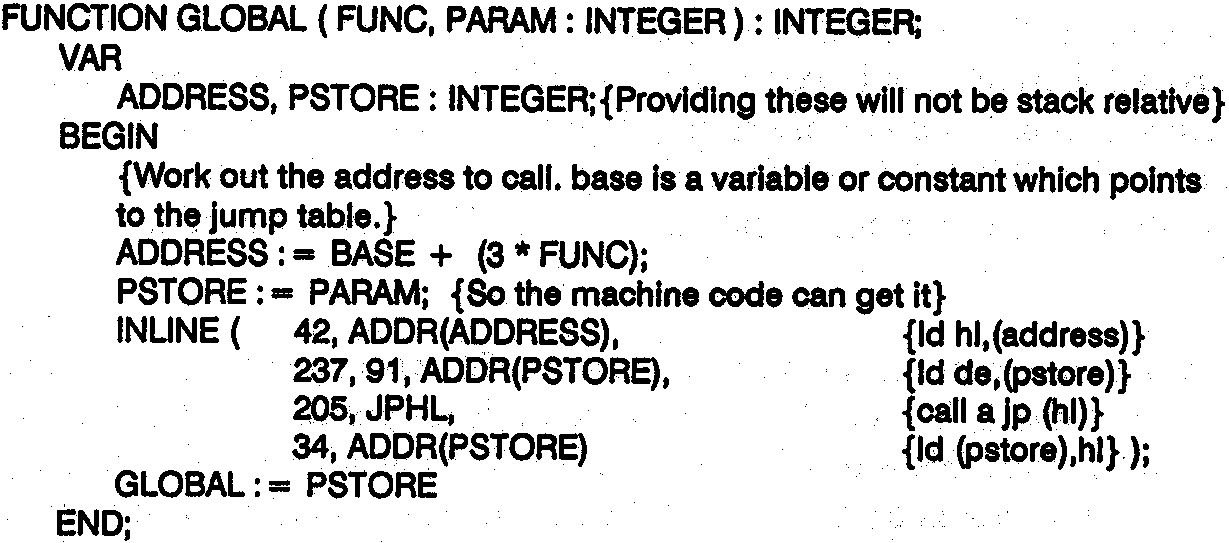 FUNCTION GLOBAL ( FUNC, PARAM : INTEGER ) : INTEGER;
VAR
ADDRESS, PSTORE : INTEGER;{Providing these will not be stack relative}
BEGIN
{Work out the address to call. base is a variable or constant which points
to the jump table.}
ADDRESS := BASE + (3 * FUNC);
PSTORE := PARAM; {So the machine code can get it}
INLINE ( 42, ADDR(ADDRESS), {ld hl,(address)}
237, 91, ADDR(PSTORE), {ld de,(pstore)}
205, JPHL, {call a jp (hl)}
34, ADDR(PSTORE) {ld (pstore),hl} );
GLOBAL := PSTORE
END;